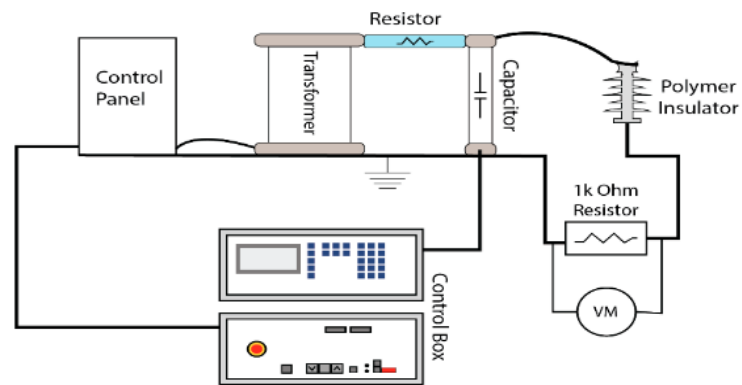 Resistor
Control
Panel
Transformer
Capacitor
Polymer
Insulator
1k Ohm
Resistor
VM
Control Box